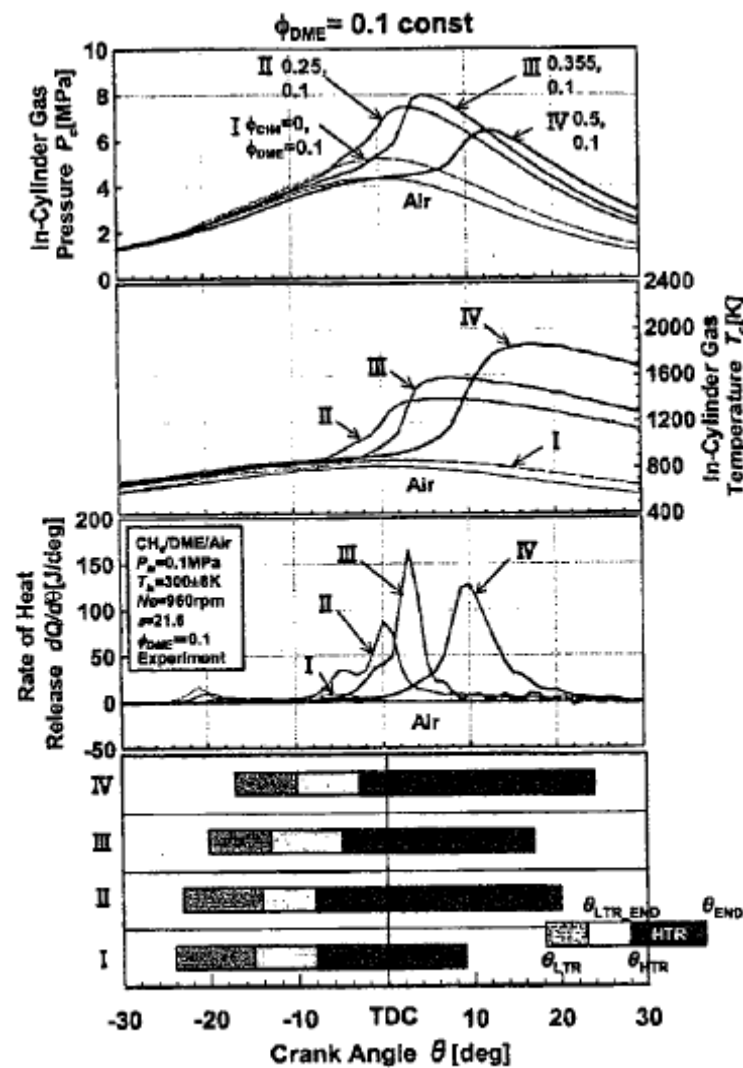 ϕDME= 0.1 const
In-Cylinder Gas
Pressure Pc[MPa]
10
8
6
4
2
0
II 0.25,
0.1
III 0.355,
0.1
I ϕCH4=0,
ϕDME=0.1
IV 0.5,
0.1
Air
In-Cylinder Gas
Temperature Tc[K]
2400
2000
1600
1200
800
400
IV
III
II
I
Air
Rate of Heat
Release dQ/dθ[J/deg]
200
150
100
50
0
-50
CH4/DME/Air
Pin=0.1MPa
Tin=300±8K
Ne=960rpm
ε=21.6
ϕDME=0.1
Experiment
III
IV
II
I
Air
IV
III
II
I
θLTR_END
θEND
HTR
θLTR
θHTR
-30
-20
-10
TDC
10
20
30
Crank Angle θ [deg]